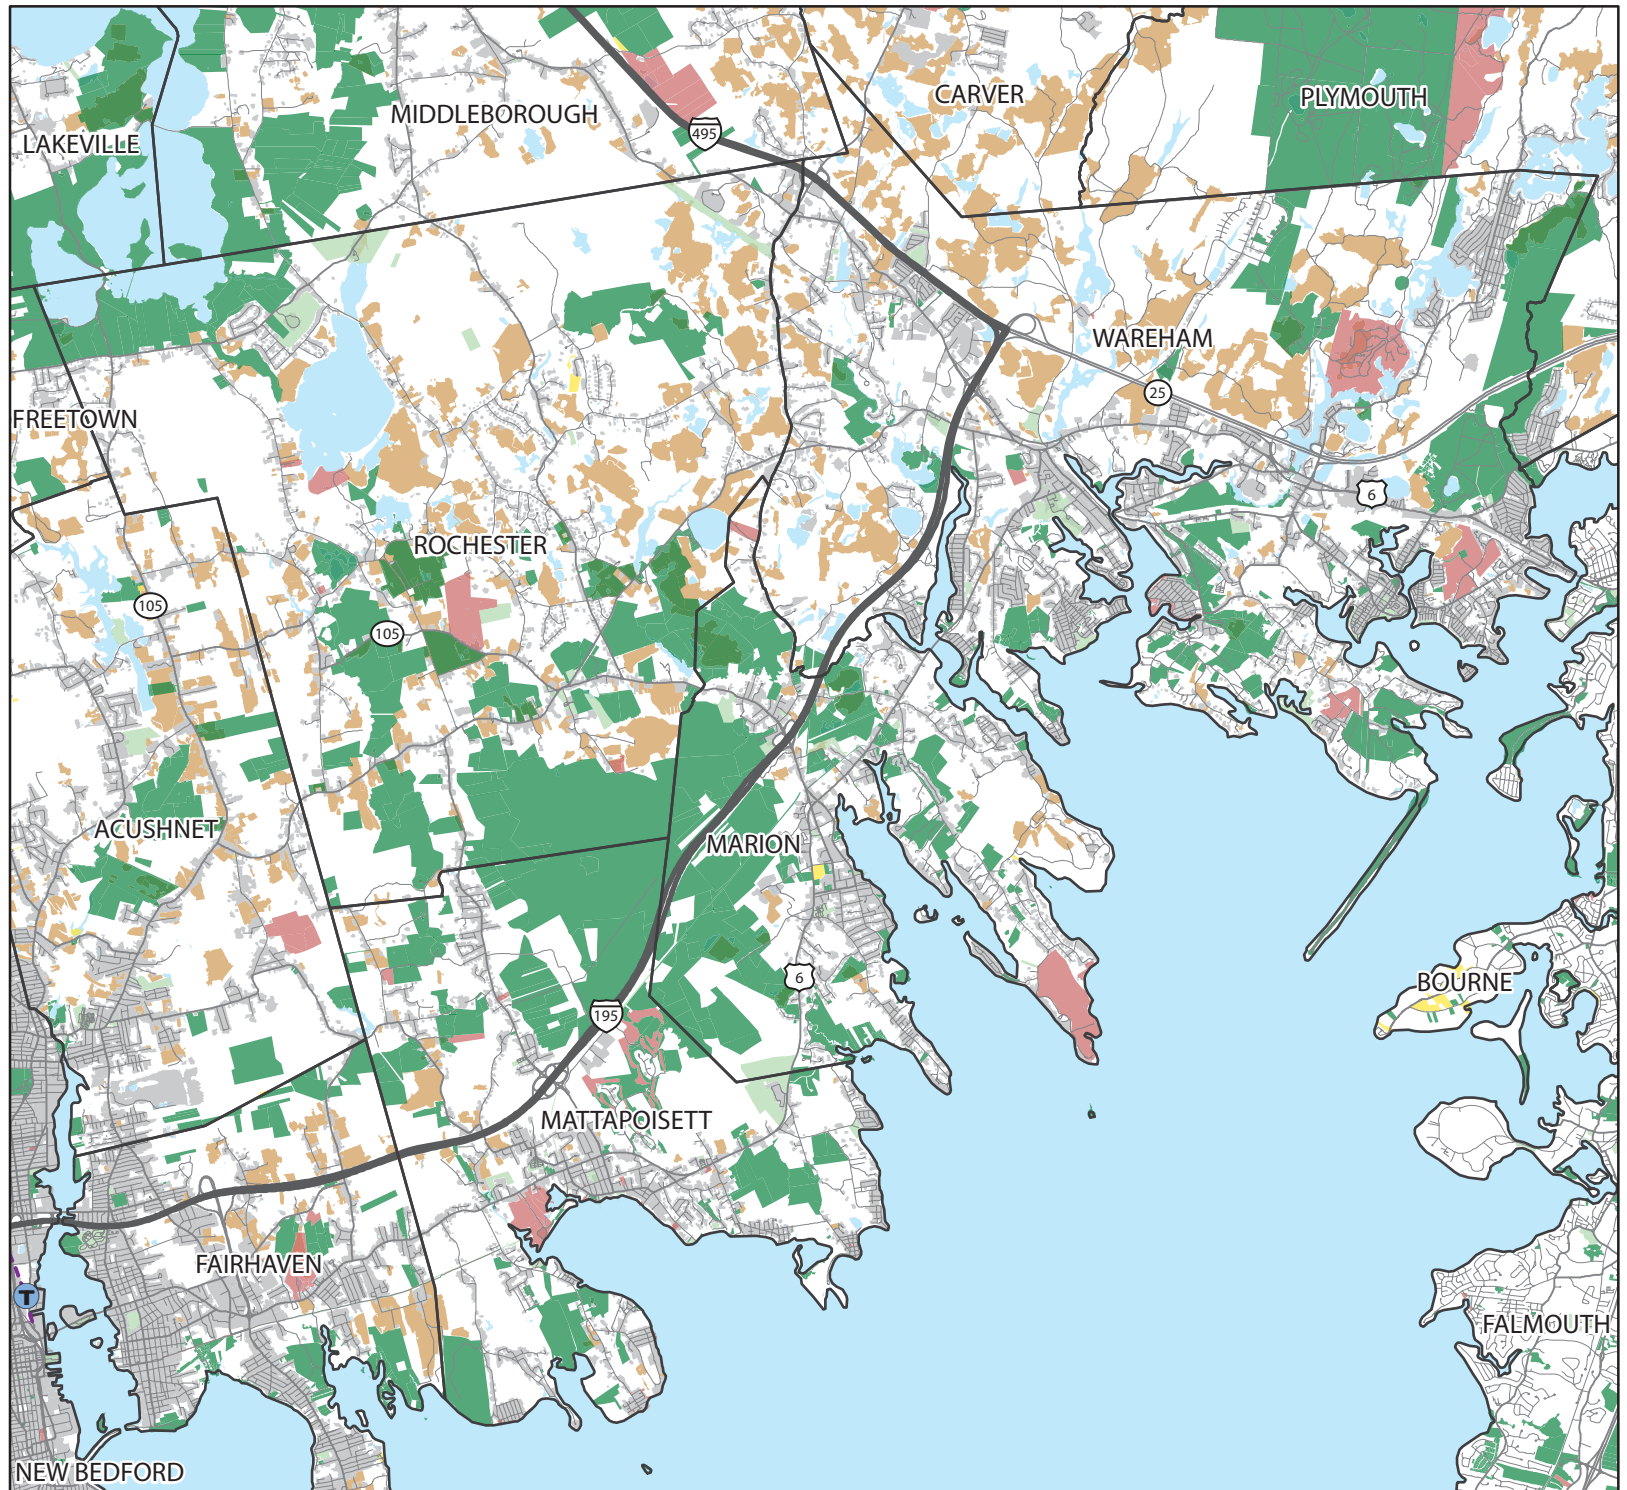 CARVER
PLYMOUTH
MIDDLEBOROUGH
495
LAKEVILLE
WAREHAM
25
FREETOWN
6
ROCHESTER
105
105
ACUSHNET
MARION
6
BOURNE
195
MATTAPOISETT
FAIRHAVEN
T
FALMOUTH
NEW BEDFORD